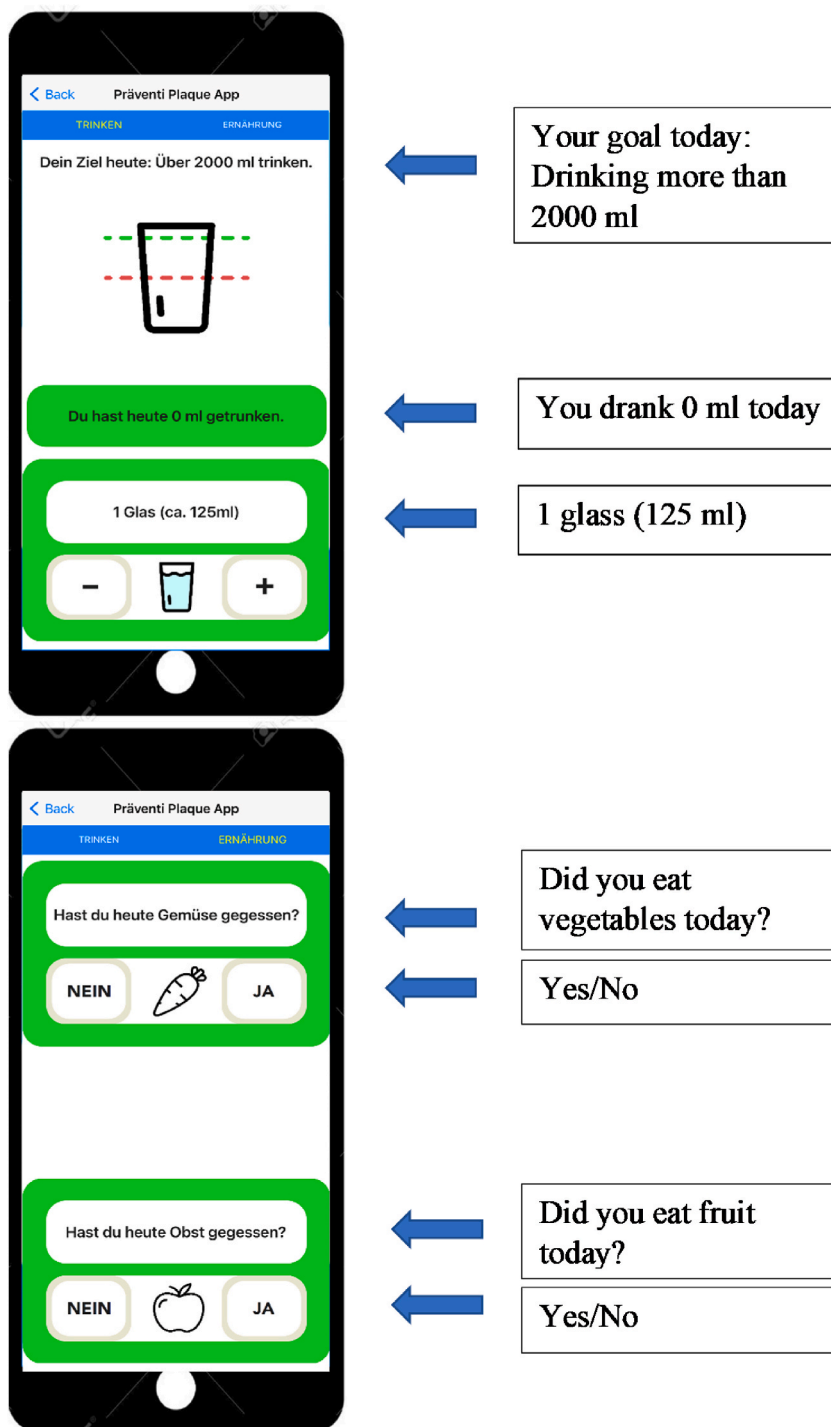 < Back Präventi Plaque App
TRINKEN ERNÄHRUNG
Dein Ziel heute: Über 2000 ml trinken.
Your goal today:
Drinking more than
2000 ml
Du hast heute 0 ml getrunken.
You drank 0 ml today
1 Glas (ca. 125ml)
1 glass (125 ml)
− +
< Back Präventi Plaque App
TRINKEN ERNÄHRUNG
Hast du heute Gemüse gegessen?
Did you eat
vegetables today?
NEIN JA
Yes/No
Hast du heute Obst gegessen?
Did you eat fruit
today?
NEIN JA
Yes/No